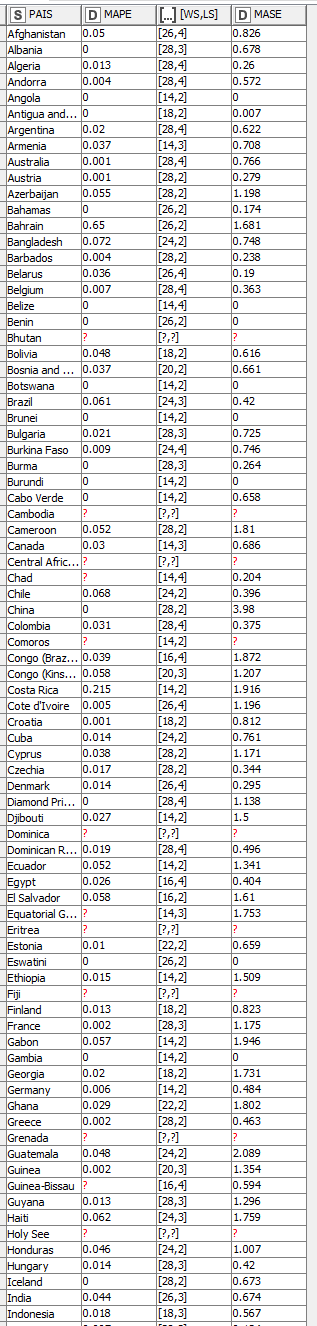 S PAIS D MAPE [...] [WS,LS] D MASE
Afghanistan 0.05 [26,4] 0.826
Albania 0 [28,3] 0.678
Algeria 0.013 [28,4] 0.26
Andorra 0.004 [28,4] 0.572
Angola 0 [14,2] 0
Antigua and... 0 [18,2] 0.007
Argentina 0.02 [28,4] 0.622
Armenia 0.037 [14,3] 0.708
Australia 0.001 [28,4] 0.766
Austria 0.001 [28,2] 0.279
Azerbaijan 0.055 [28,2] 1.198
Bahamas 0 [26,2] 0.174
Bahrain 0.65 [26,2] 1.681
Bangladesh 0.072 [24,2] 0.748
Barbados 0.004 [28,2] 0.238
Belarus 0.036 [26,4] 0.19
Belgium 0.007 [28,4] 0.363
Belize 0 [14,4] 0
Benin 0 [26,2] 0
Bhutan ? [?,?] ?
Bolivia 0.048 [18,2] 0.616
Bosnia and ... 0.037 [20,2] 0.661
Botswana 0 [14,2] 0
Brazil 0.061 [24,3] 0.42
Brunei 0 [14,2] 0
Bulgaria 0.021 [28,3] 0.725
Burkina Faso 0.009 [24,4] 0.746
Burma 0 [28,3] 0.264
Burundi 0 [14,2] 0
Cabo Verde 0 [14,2] 0.658
Cambodia ? [?,?] ?
Cameroon 0.052 [28,2] 1.81
Canada 0.03 [14,3] 0.686
Central Afric... ? [?,?] ?
Chad ? [14,4] 0.204
Chile 0.068 [24,2] 0.396
China 0 [28,2] 3.98
Colombia 0.031 [28,4] 0.375
Comoros ? [14,2] ?
Congo (Braz... 0.039 [16,4] 1.872
Congo (Kins... 0.058 [20,3] 1.207
Costa Rica 0.215 [14,2] 1.916
Cote d'Ivoire 0.005 [26,4] 1.196
Croatia 0.001 [18,2] 0.812
Cuba 0.014 [24,2] 0.761
Cyprus 0.038 [28,2] 1.171
Czechia 0.017 [28,2] 0.344
Denmark 0.014 [26,4] 0.295
Diamond Pri... 0 [28,4] 1.138
Djibouti 0.027 [14,2] 1.5
Dominica ? [?,?] ?
Dominican R... 0.019 [28,4] 0.496
Ecuador 0.052 [14,2] 1.341
Egypt 0.026 [16,4] 0.404
El Salvador 0.058 [16,2] 1.61
Equatorial G... ? [14,3] 1.753
Eritrea ? [?,?] ?
Estonia 0.01 [22,2] 0.659
Eswatini 0 [26,2] 0
Ethiopia 0.015 [14,2] 1.509
Fiji ? [?,?] ?
Finland 0.013 [18,2] 0.823
France 0.002 [28,3] 1.175
Gabon 0.057 [14,2] 1.946
Gambia 0 [14,2] 0
Georgia 0.02 [18,2] 1.731
Germany 0.006 [14,2] 0.484
Ghana 0.029 [22,2] 1.802
Greece 0.002 [28,2] 0.463
Grenada ? [?,?] ?
Guatemala 0.048 [24,2] 2.089
Guinea 0.002 [20,3] 1.354
Guinea-Bissau ? [16,4] 0.594
Guyana 0.013 [28,3] 1.296
Haiti 0.062 [24,3] 1.759
Holy See ? [?,?] ?
Honduras 0.046 [24,2] 1.007
Hungary 0.014 [28,3] 0.42
Iceland 0 [28,2] 0.673
India 0.044 [26,3] 0.674
Indonesia 0.018 [18,3] 0.567